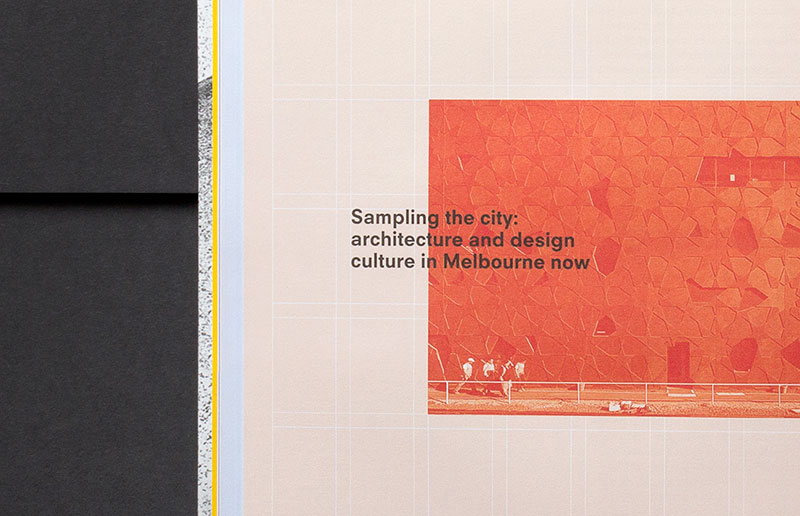 Sampling the city:
architecture and design
culture in Melbourne now